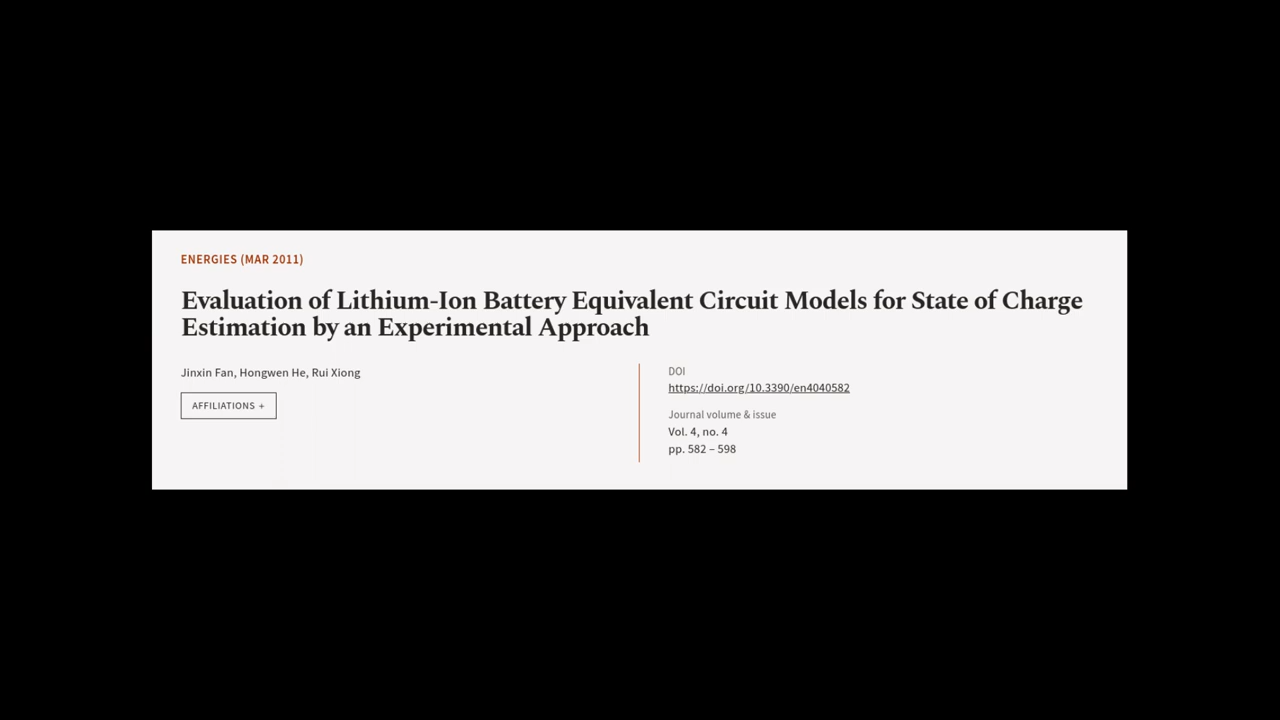 ENERGIES (MAR 2011)
Evaluation of Lithium-Ion Battery Equivalent Circuit Models for State of Charge
Estimation by an Experimental Approach
Jinxin Fan, Hongwen He, Rui Xiong
AFFILIATIONS +
DOI
https://doi.org/10.3390/en4040582
Journal volume & issue
Vol. 4, no. 4
pp. 582 – 598